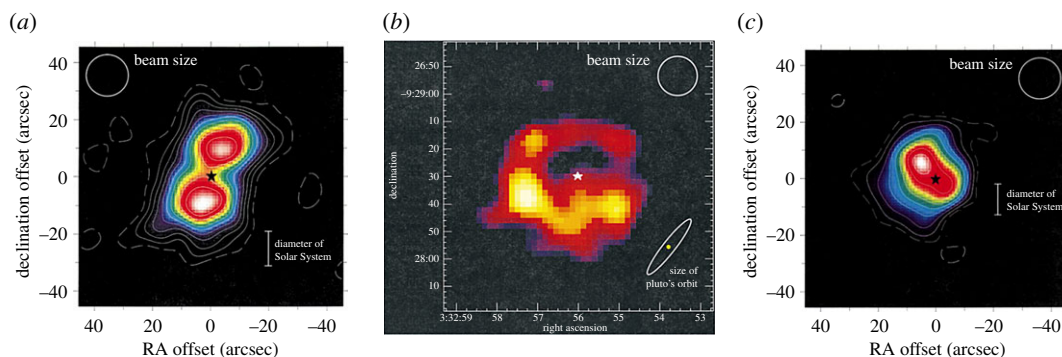 (a)
beam size
declination offset (arcsec)
40
20
0
–20
–40
diameter of
Solar System
40
20
0
–20
–40
RA offset (arcsec)
(b)
beam size
declination
26:50
–9:29:00
10
20
30
40
50
28:00
10
size of
pluto's orbit
3:32:59
58
57
56
55
54
53
right ascension
(c)
beam size
declination offset (arcsec)
40
20
0
–20
–40
diameter of
Solar System
40
20
0
–20
–40
RA offset (arcsec)